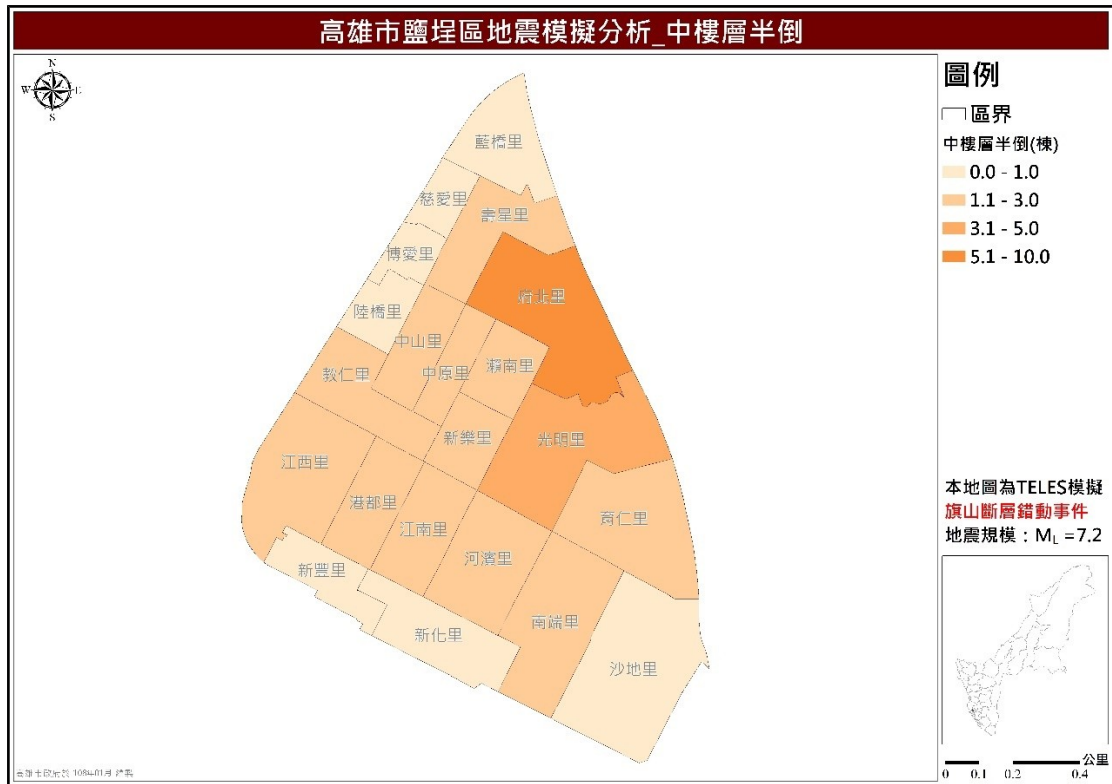 高雄市鹽埕區地震模擬分析_中樓層半倒
N
W
E
S
圖例
區界
中樓層半倒(棟)
0.0 - 1.0
1.1 - 3.0
3.1 - 5.0
5.1 - 10.0
藍橋里
慈愛里
壽星里
博愛里
陸橋里
中山里
中原里
瀨南里
教仁里
新樂里
光明里
江西里
港都里
江南里
河濱里
育仁里
新豐里
新化里
南端里
沙地里
本地圖為TELES模擬
旗山斷層錯動事件
地震規模：ML =7.2
公里
0 0.1 0.2 0.4